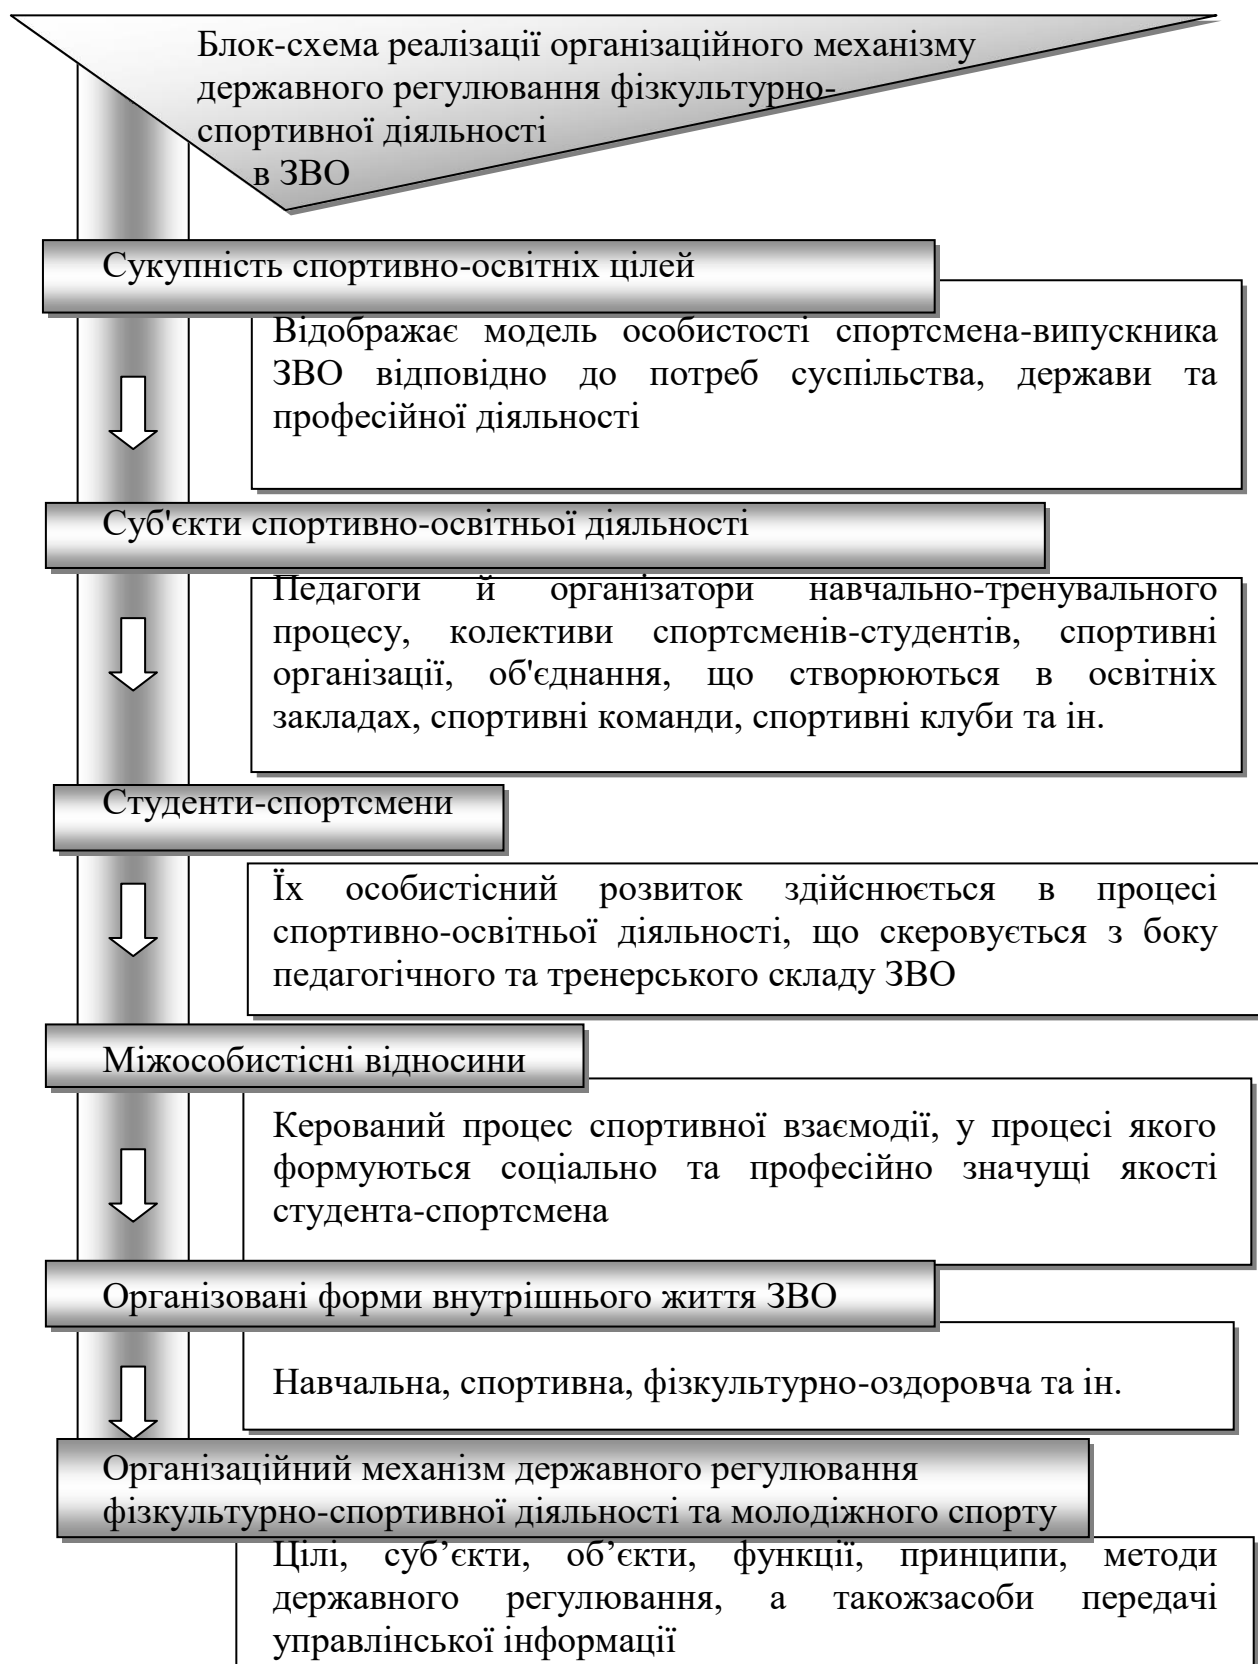 Блок-схема реалізації організаційного механізму
державного регулювання фізкультурно-
спортивної діяльності
в ЗВО
Сукупність спортивно-освітніх цілей
Відображає модель особистості спортсмена-випускника
ЗВО відповідно до потреб суспільства, держави та
професійної діяльності
Суб'єкти спортивно-освітньої діяльності
Педагоги й організатори навчально-тренувального
процесу, колективи спортсменів-студентів, спортивні
організації, об'єднання, що створюються в освітніх
закладах, спортивні команди, спортивні клуби та ін.
Студенти-спортсмени
Їх особистісний розвиток здійснюється в процесі
спортивно-освітньої діяльності, що скеровується з боку
педагогічного та тренерського складу ЗВО
Міжособистісні відносини
Керований процес спортивної взаємодії, у процесі якого
формуються соціально та професійно значущі якості
студента-спортсмена
Організовані форми внутрішнього життя ЗВО
Навчальна, спортивна, фізкультурно-оздоровча та ін.
Організаційний механізм державного регулювання
фізкультурно-спортивної діяльності та молодіжного спорту
Цілі, суб’єкти, об’єкти, функції, принципи, методи
державного регулювання, а такожзасоби передачі
управлінської інформації